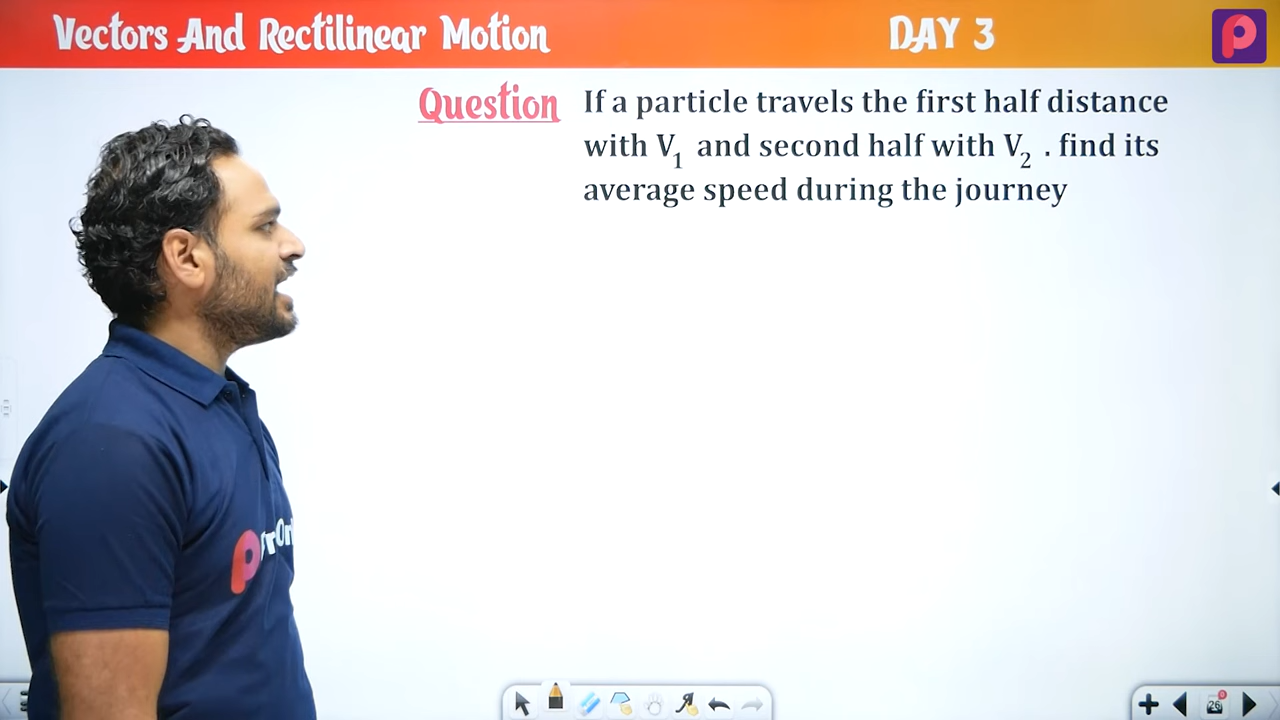 Vectors And Rectilinear Motion
DAY 3
Question
If a particle travels the first half distance
with V₁ and second half with V₂ . find its
average speed during the journey
26